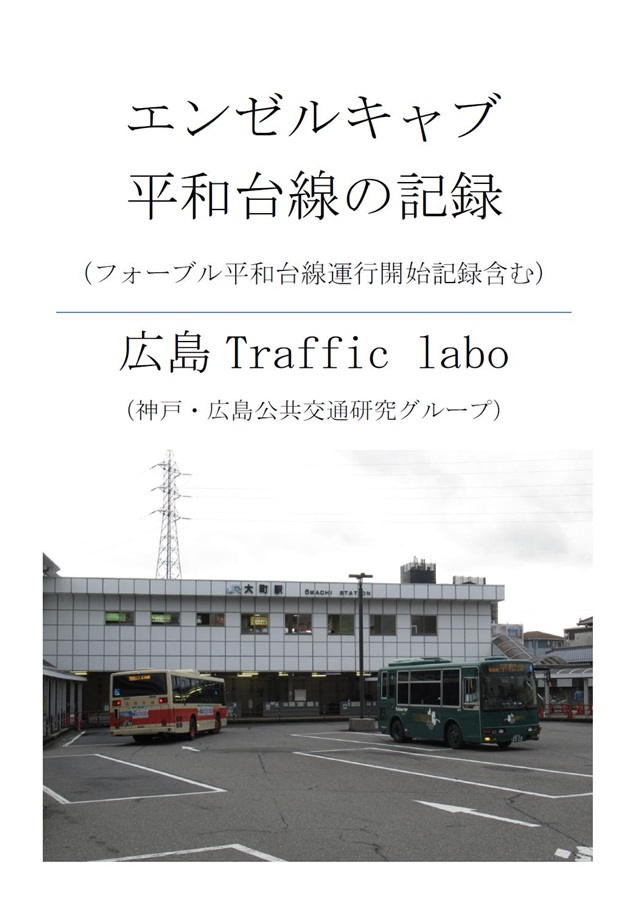 エンゼルキャブ
平和台線の記録
（フォーブル平和台線運行開始記録含む）
広島 Traffic labo
（神戸・広島公共交通研究グループ）
JR 大町駅 ŌMACHI STATION